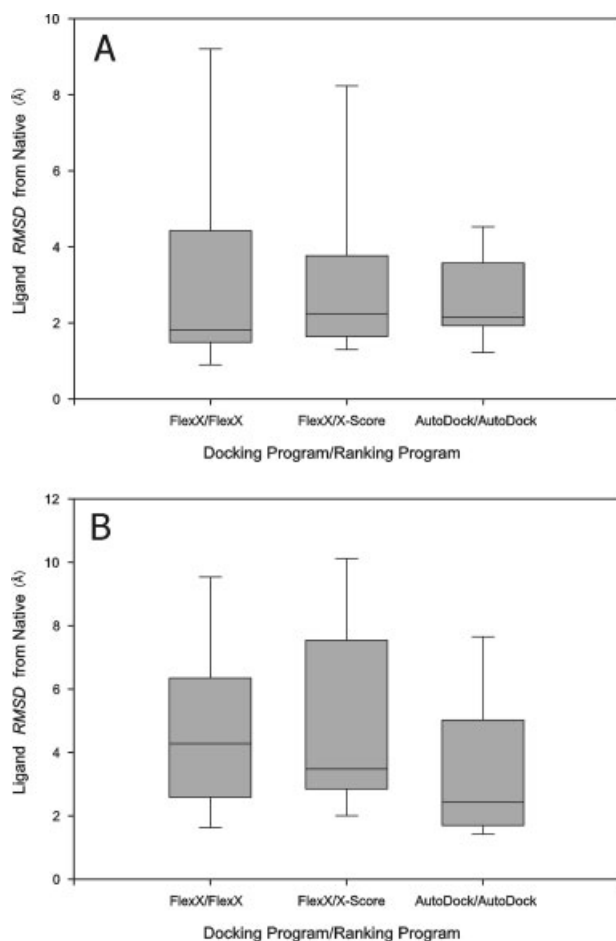 A
10
8
6
4
2
0
Ligand RMSD from Native (Å)
FlexX/FlexX FlexX/X-Score AutoDock/AutoDock
Docking Program/Ranking Program
B
12
10
8
6
4
2
0
Ligand RMSD from Native (Å)
FlexX/FlexX FlexX/X-Score AutoDock/AutoDock
Docking Program/Ranking Program